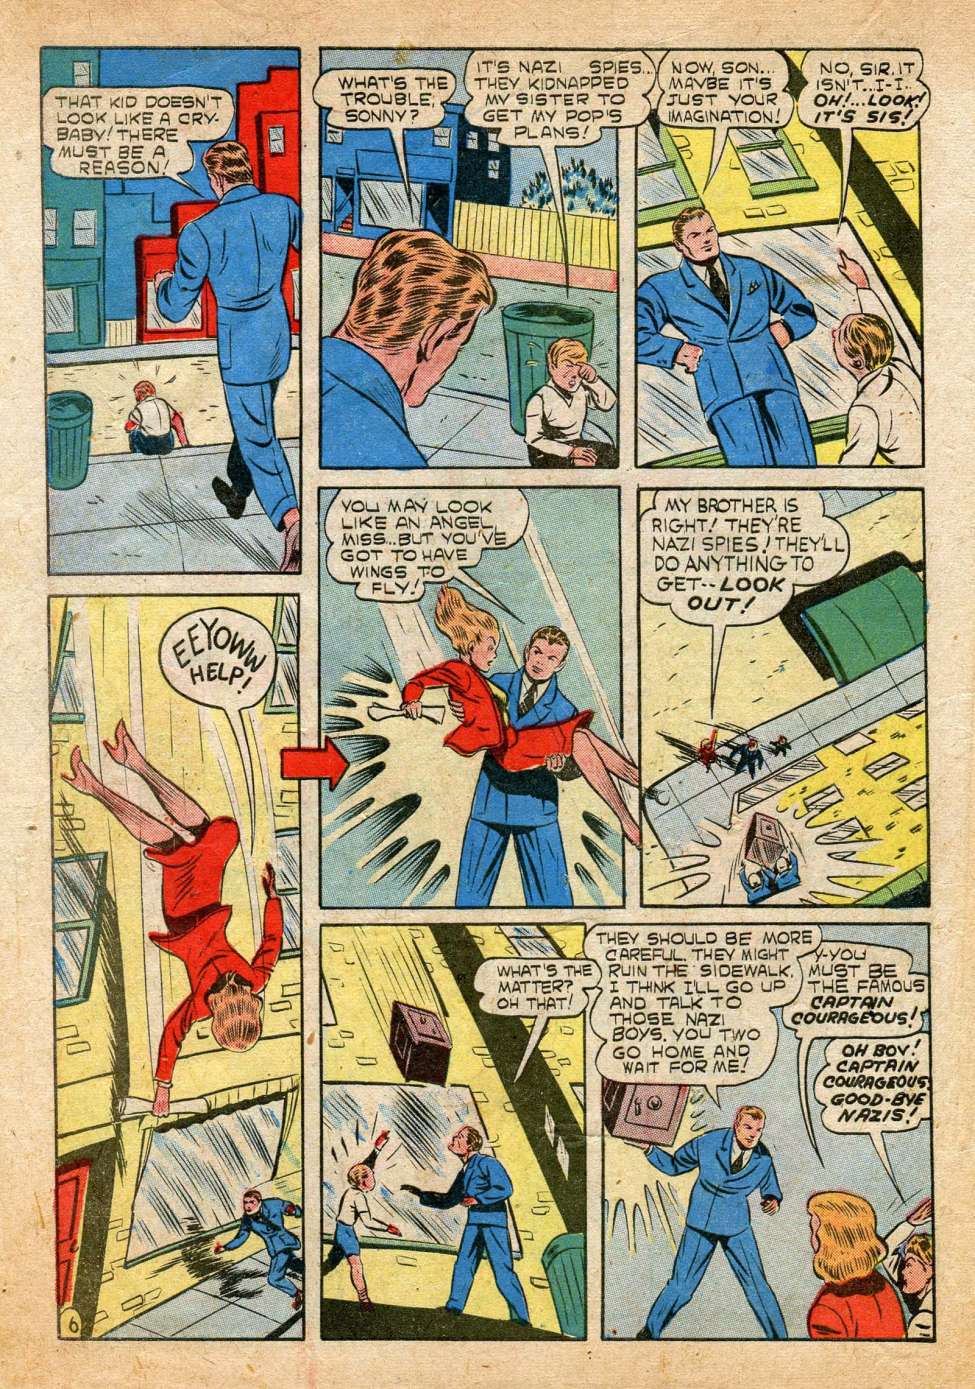 THAT KID DOESN'T
LOOK LIKE A CRY-
BABY! THERE
MUST BE A
REASON!
WHAT'S THE
TROUBLE,
SONNY?
IT'S NAZI SPIES...
THEY KIDNAPPED
MY SISTER TO
GET MY POP'S
PLANS!
NOW, SON...
MAYBE IT'S
JUST YOUR
IMAGINATION!
NO, SIR, IT
ISN'T...I-I--
OH!...LOOK!
IT'S SIS!
EEYOWW
HELP!
YOU MAY LOOK
LIKE AN ANGEL,
MISS...BUT YOU'VE
GOT TO HAVE
WINGS TO
FLY!
MY BROTHER IS
RIGHT! THEY'RE
NAZI SPIES! THEY'LL
DO ANYTHING TO
GET--LOOK
OUT!
WHAT'S THE
MATTER?
OH THAT!
THEY SHOULD BE MORE
CAREFUL. THEY MIGHT
RUIN THE SIDEWALK.
I THINK I'LL GO UP
AND TALK TO
THOSE NAZI
BOYS. YOU TWO
GO HOME AND
WAIT FOR ME!
Y-YOU
MUST BE
THE FAMOUS
CAPTAIN
COURAGEOUS!
OH BOY!
CAPTAIN
COURAGEOUS,
GOOD-BYE
NAZIS!
6